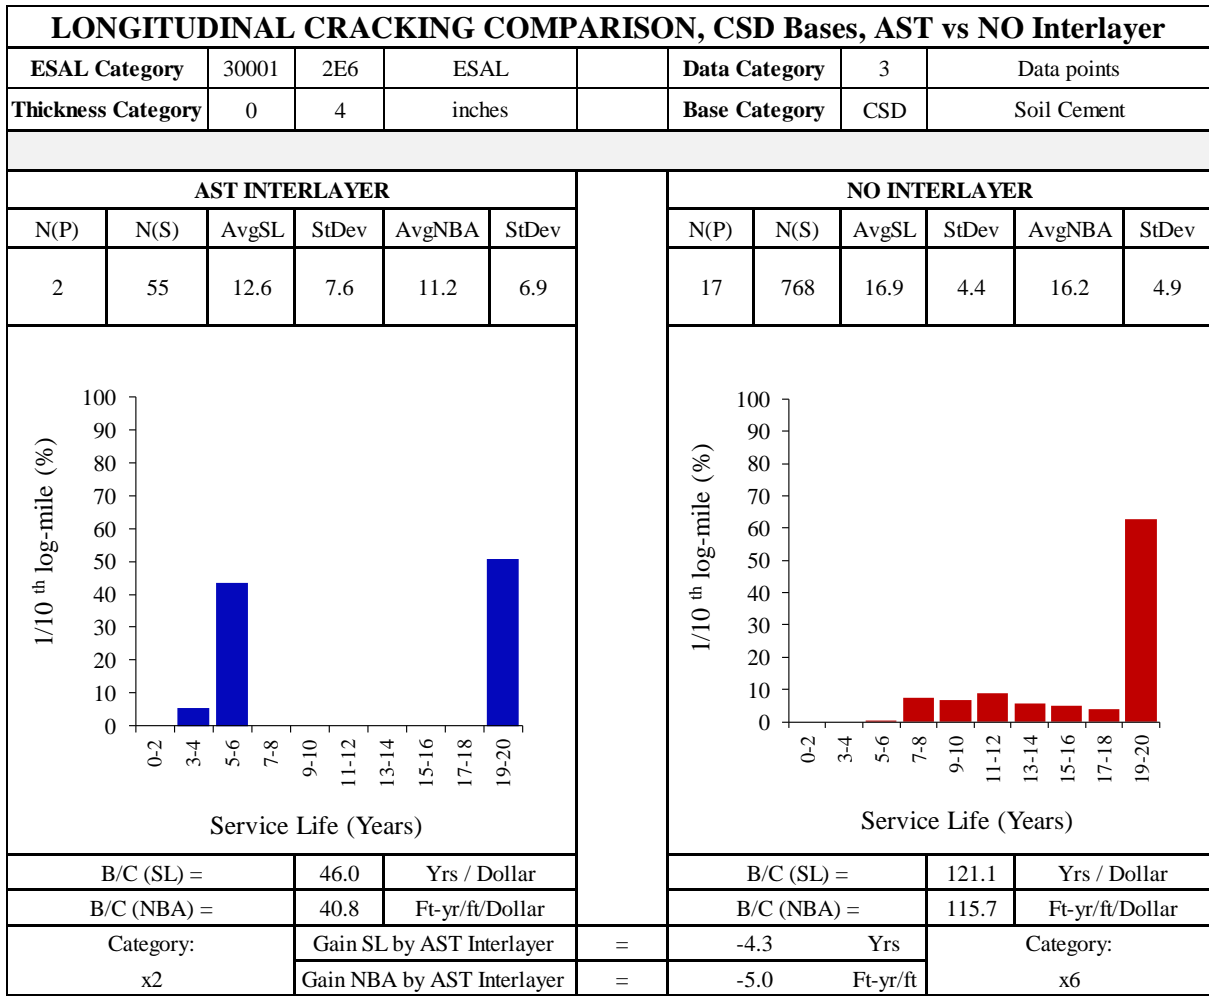 LONGITUDINAL CRACKING COMPARISON, CSD Bases, AST vs NO Interlayer
ESAL Category 30001 2E6 ESAL Data Category 3 Data points
Thickness Category 0 4 inches Base Category CSD Soil Cement
AST INTERLAYER NO INTERLAYER
N(P) N(S) AvgSL StDev AvgNBA StDev N(P) N(S) AvgSL StDev AvgNBA StDev
2 55 12.6 7.6 11.2 6.9 17 768 16.9 4.4 16.2 4.9
1/10 th log-mile (%)
100
90
80
70
60
50
40
30
20
10
0
0-2 3-4 5-6 7-8 9-10 11-12 13-14 15-16 17-18 19-20
Service Life (Years)
1/10 th log-mile (%)
100
90
80
70
60
50
40
30
20
10
0
0-2 3-4 5-6 7-8 9-10 11-12 13-14 15-16 17-18 19-20
Service Life (Years)
B/C (SL) = 46.0 Yrs / Dollar B/C (SL) = 121.1 Yrs / Dollar
B/C (NBA) = 40.8 Ft-yr/ft/Dollar B/C (NBA) = 115.7 Ft-yr/ft/Dollar
Category: Gain SL by AST Interlayer = -4.3 Yrs Category:
x2 Gain NBA by AST Interlayer = -5.0 Ft-yr/ft x6